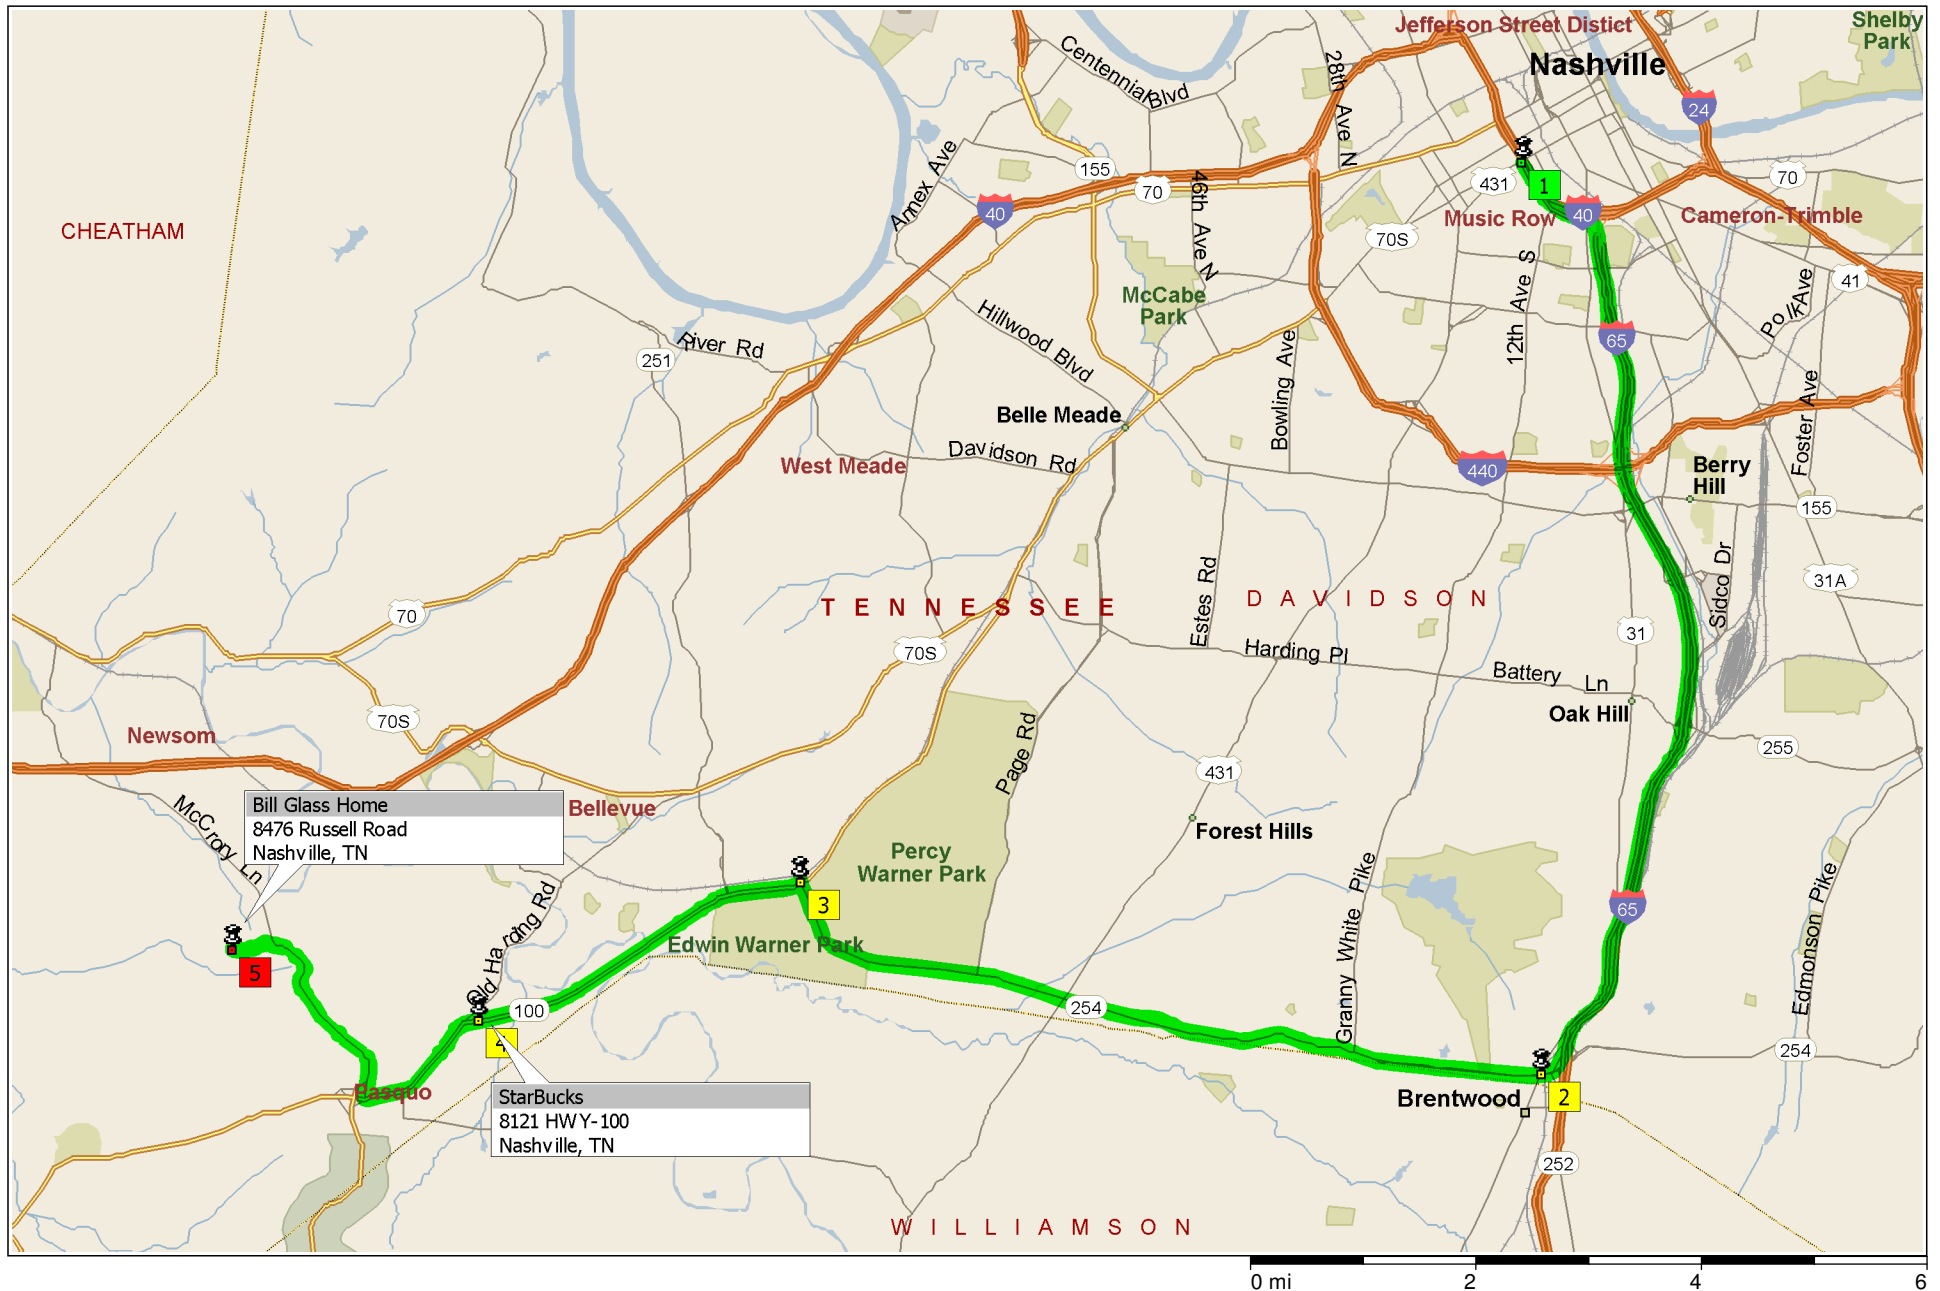 Jefferson Street Distict
Shelby
Park
Nashville
Centennial Blvd
28th Ave N
24
Annex Ave
155
70
46th Ave N
40
431
1
40
70
Music Row
Cameron-Trimble
CHEATHAM
70S
12th Ave S
41
McCabe
Park
Polk Ave
Hillwood Blvd
River Rd
251
65
Bowling Ave
Foster Ave
Belle Meade
Davidson Rd
West Meade
440
Berry
Hill
155
Sidco Dr
31A
Estes Rd
TENNESSEE
DAVIDSON
70
70S
31
Harding Pl
Battery Ln
Oak Hill
70S
Newsom
Page Rd
255
431
McCrory Ln
Bill Glass Home
8476 Russell Road
Nashville, TN
Bellevue
Forest Hills
Percy
Warner Park
Granny White Pike
Edmonson Pike
3
65
Old Harding Rd
Edwin Warner Park
5
100
254
4
254
Pasquo
StarBucks
8121 HWY-100
Nashville, TN
Brentwood
2
252
WILLIAMSON
0 mi 2 4 6